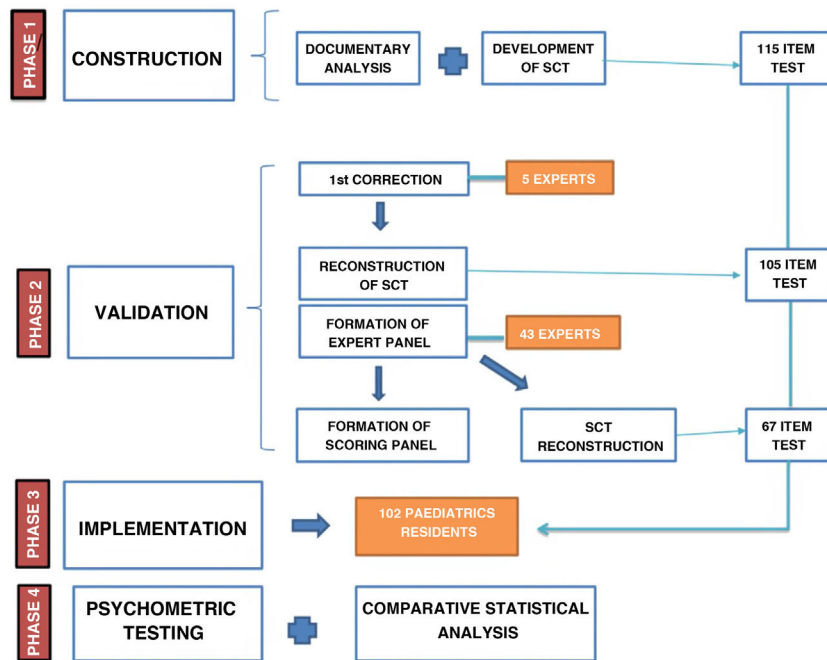 PHASE 1
CONSTRUCTION
DOCUMENTARY
ANALYSIS
DEVELOPMENT
OF SCT
115 ITEM
TEST
PHASE 2
VALIDATION
1st CORRECTION
5 EXPERTS
RECONSTRUCTION
OF SCT
105 ITEM
TEST
FORMATION OF
EXPERT PANEL
43 EXPERTS
FORMATION OF
SCORING PANEL
SCT
RECONSTRUCTION
67 ITEM
TEST
PHASE 3
IMPLEMENTATION
102 PAEDIATRICS
RESIDENTS
PHASE 4
PSYCHOMETRIC
TESTING
COMPARATIVE STATISTICAL
ANALYSIS